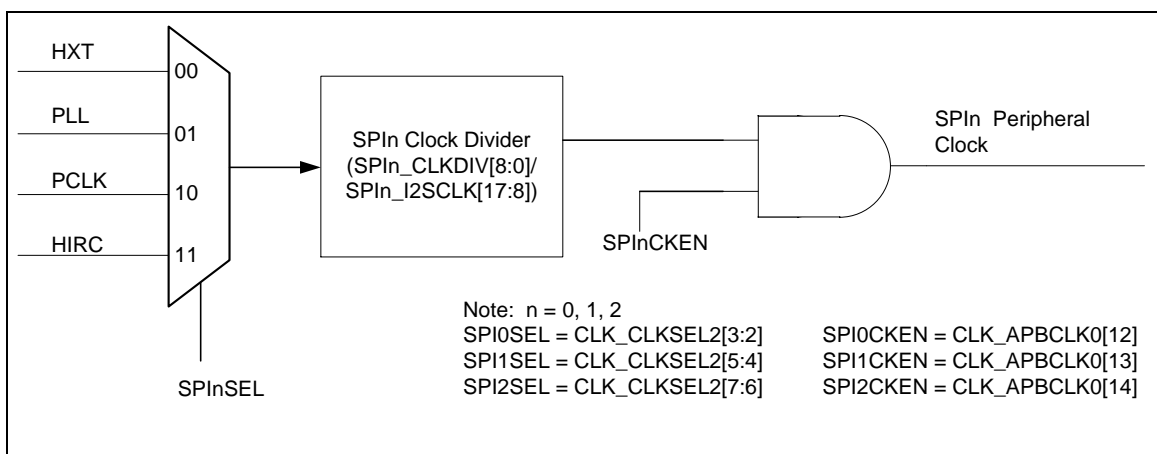 HXT
00
PLL
01
PCLK
10
HIRC
11
SPInSEL
SPIn Clock Divider
(SPIn_CLKDIV[8:0]/
SPIn_I2SCLK[17:8])
SPInCKEN
SPIn Peripheral
Clock
Note: n = 0, 1, 2
SPI0SEL = CLK_CLKSEL2[3:2]
SPI1SEL = CLK_CLKSEL2[5:4]
SPI2SEL = CLK_CLKSEL2[7:6]
SPI0CKEN = CLK_APBCLK0[12]
SPI1CKEN = CLK_APBCLK0[13]
SPI2CKEN = CLK_APBCLK0[14]